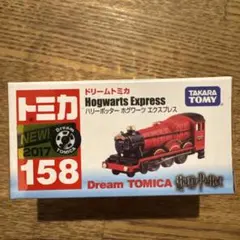 トミカ
NEW!
2017
Dream
TOMICA
158
ドリームトミカ
Hogwarts Express
ハリーポッター ホグワーツ エクスプレス
TAKARA
TOMY
Dream TOMICA
Harry Potter